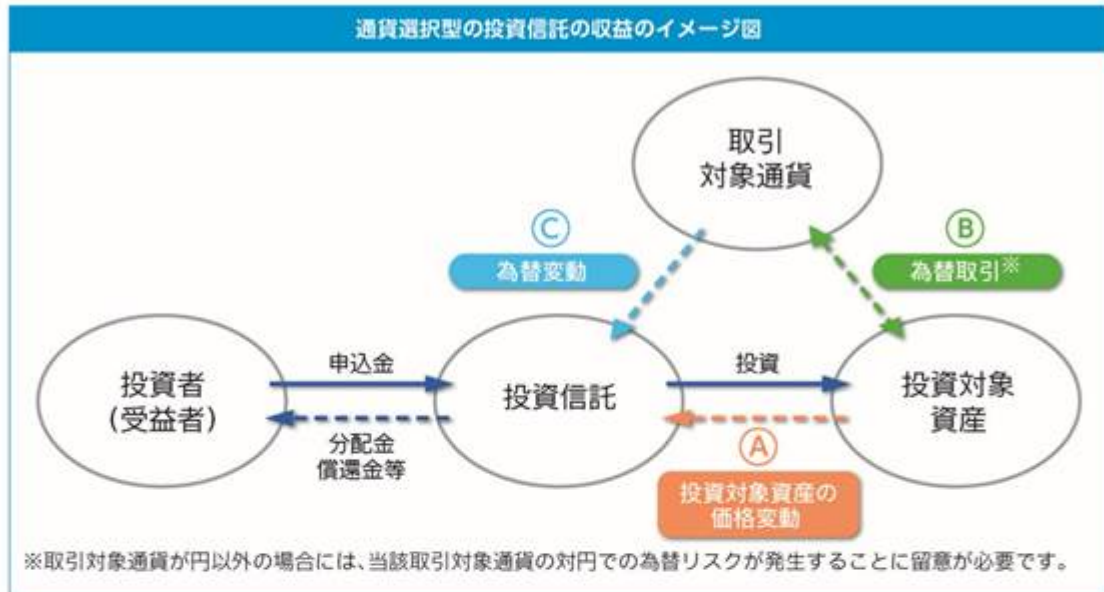 通貨選択型の投資信託の収益のイメージ図
取引
対象通貨
Ⓒ
為替変動
Ⓑ
為替取引※
投資者
(受益者)
申込金
分配金
償還金等
投資信託
投資
Ⓐ
投資対象資産の
価格変動
投資対象
資産
※取引対象通貨が円以外の場合には、当該取引対象通貨の対円での為替リスクが発生することに留意が必要です。